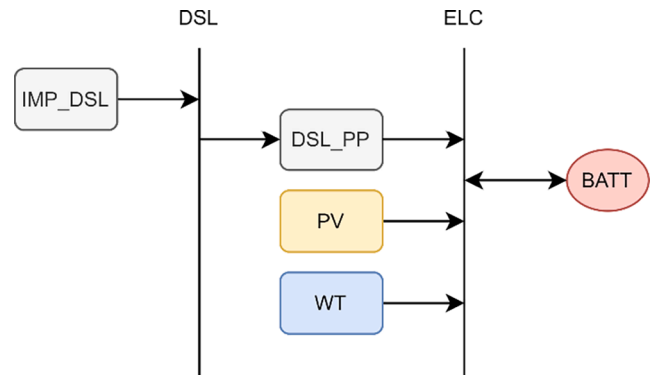 DSL
ELC
IMP_DSL
DSL_PP
BATT
PV
WT